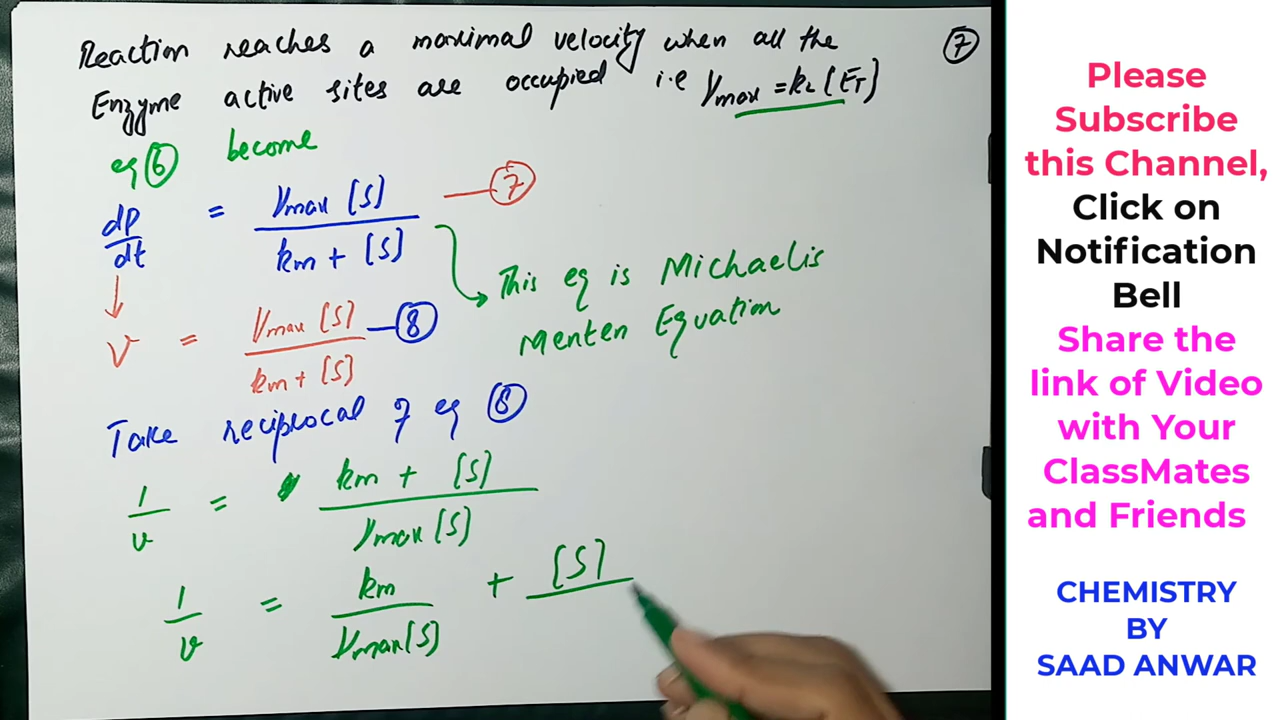 Reaction reaches a maximal velocity when all the
⑦
Enzyme active sites are occupied i.e Vmax = k2 [ET]
eq ⑥ become
dP/dt = Vmax [S] / km + [S] — ⑦
This eq is Michaelis
Menten Equation
v = Vmax [S] / km + [S] — ⑧
Take reciprocal of eq ⑧
1/v = km + [S] / Vmax [S]
1/v = km / Vmax [S] + [S]
Please
Subscribe
this Channel,
Click on
Notification
Bell
Share the
link of Video
with Your
ClassMates
and Friends
CHEMISTRY
BY
SAAD ANWAR